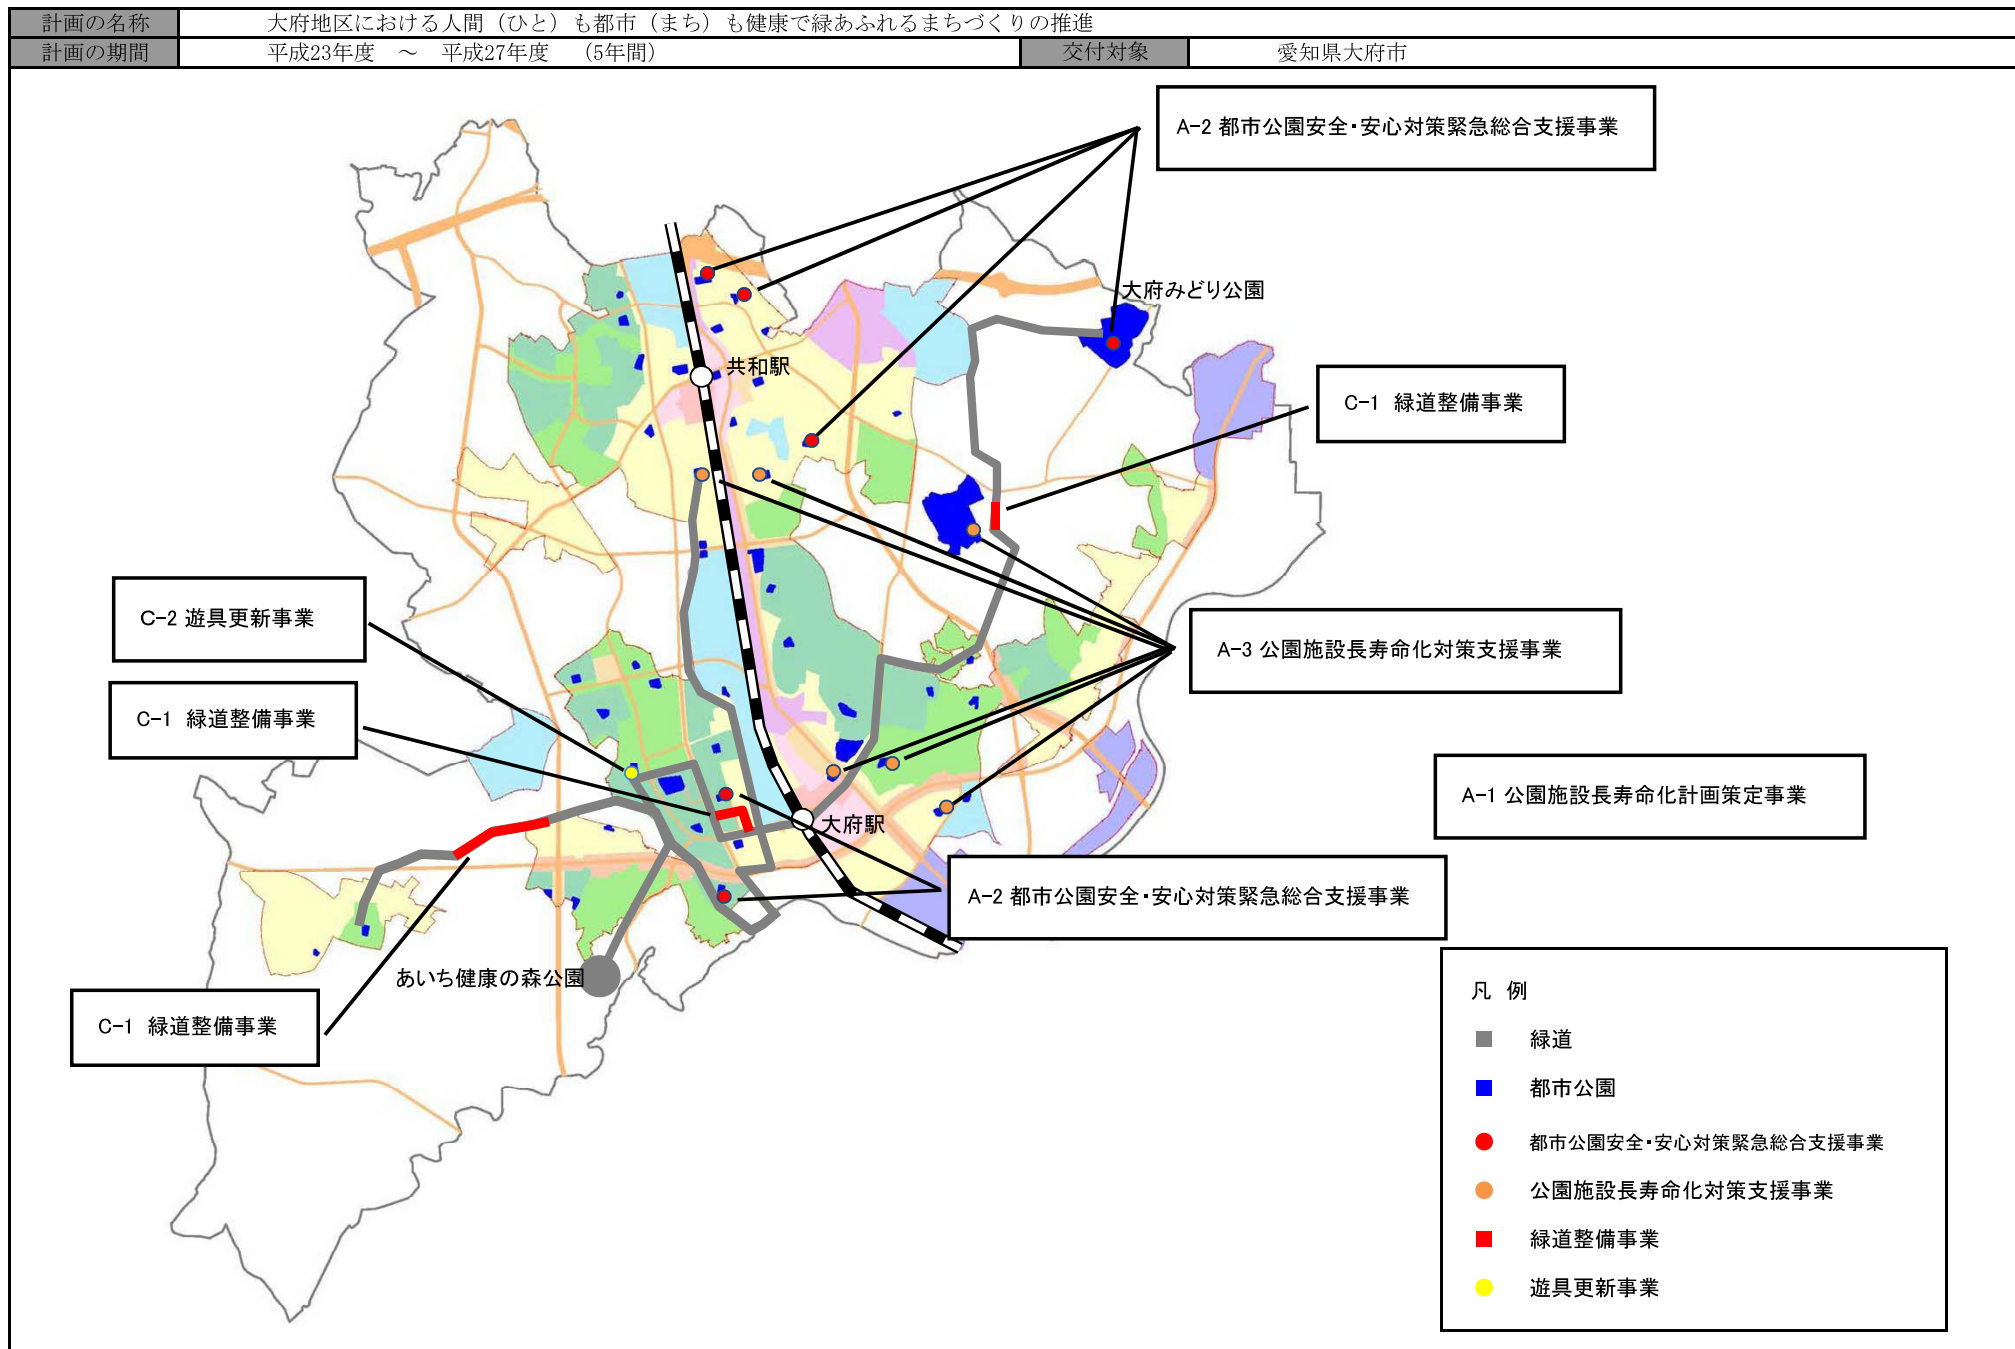 計画の名称 大府地区における人間（ひと）も都市（まち）も健康で緑あふれるまちづくりの推進
計画の期間 平成23年度　～　平成27年度　（5年間） 交付対象 愛知県大府市
A-2 都市公園安全・安心対策緊急総合支援事業
大府みどり公園
共和駅
C-1 緑道整備事業
C-2 遊具更新事業
A-3 公園施設長寿命化対策支援事業
C-1 緑道整備事業
A-1 公園施設長寿命化計画策定事業
大府駅
A-2 都市公園安全・安心対策緊急総合支援事業
あいち健康の森公園
C-1 緑道整備事業
凡 例
緑道
都市公園
都市公園安全・安心対策緊急総合支援事業
公園施設長寿命化対策支援事業
緑道整備事業
遊具更新事業